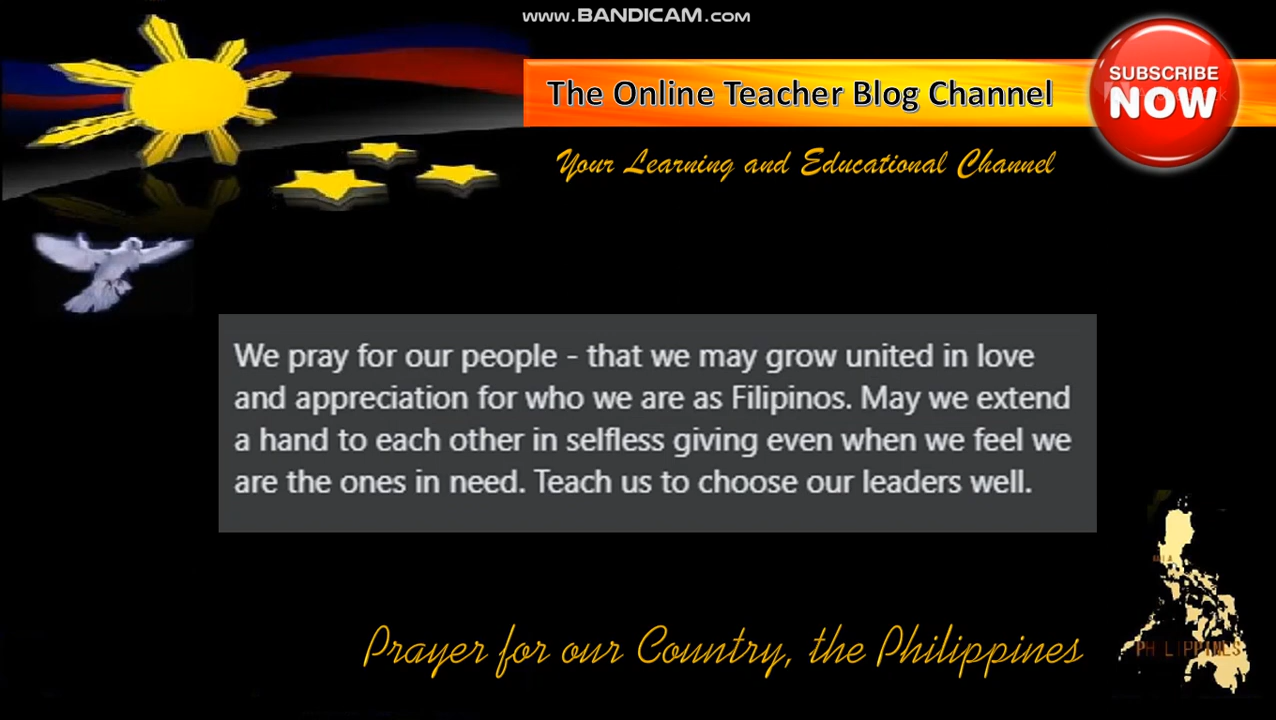 www.BANDICAM.com
The Online Teacher Blog Channel
SUBSCRIBE
NOW
Your Learning and Educational Channel
We pray for our people - that we may grow united in love
and appreciation for who we are as Filipinos. May we extend
a hand to each other in selfless giving even when we feel we
are the ones in need. Teach us to choose our leaders well.
PHILIPPINES
Prayer for our Country, the Philippines